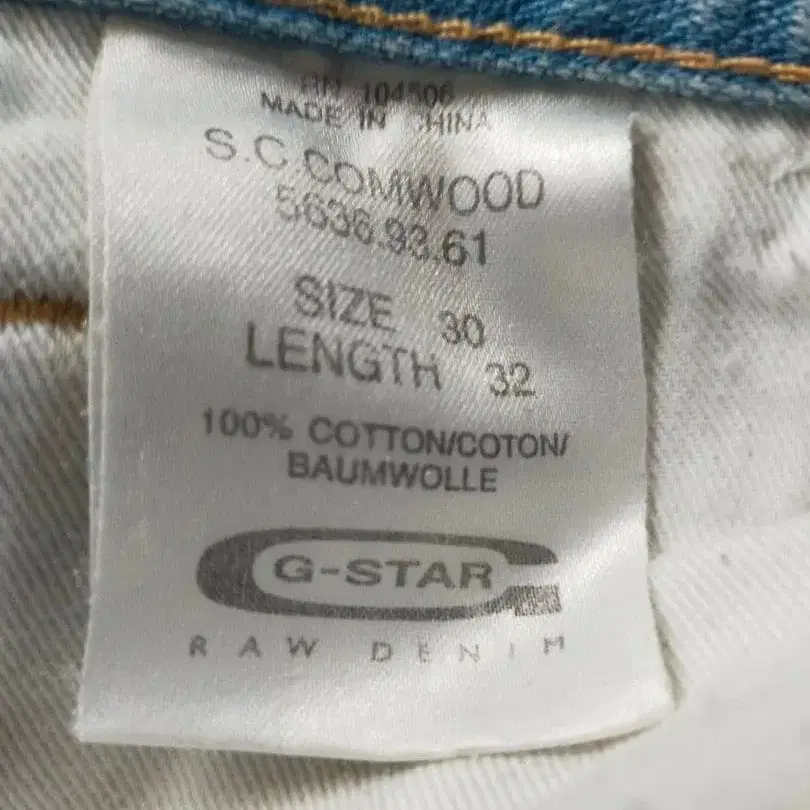 RN 104506
MADE IN CHINA
S.C.COMWOOD
5636.93.61
SIZE 30
LENGTH 32
100% COTTON/COTON/
BAUMWOLLE
G-STAR
RAW DENIM